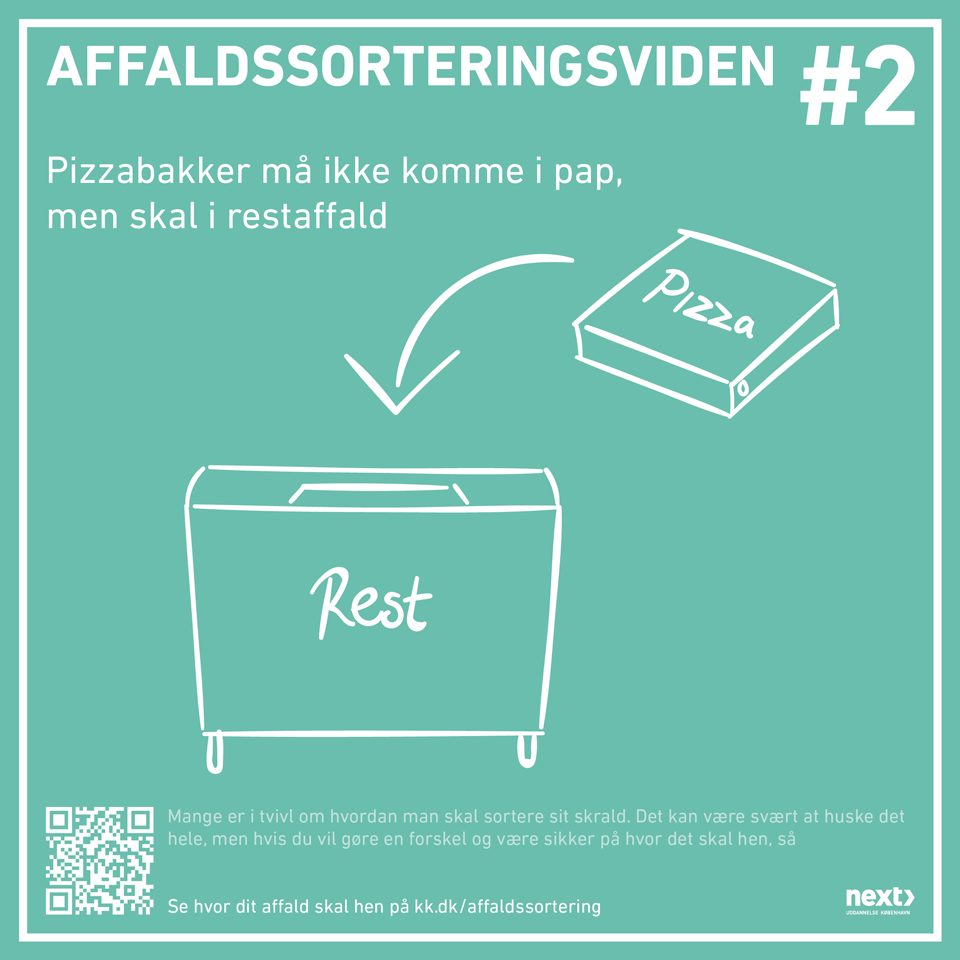 AFFALDSSORTERINGSVIDEN #2
Pizzabakker må ikke komme i pap,
men skal i restaffald
Pizza
Rest
Mange er i tvivl om hvordan man skal sortere sit skrald. Det kan være svært at huske det
hele, men hvis du vil gøre en forskel og være sikker på hvor det skal hen, så
Se hvor dit affald skal hen på kk.dk/affaldssortering
next
UDDANNELSE KØBENHAVN